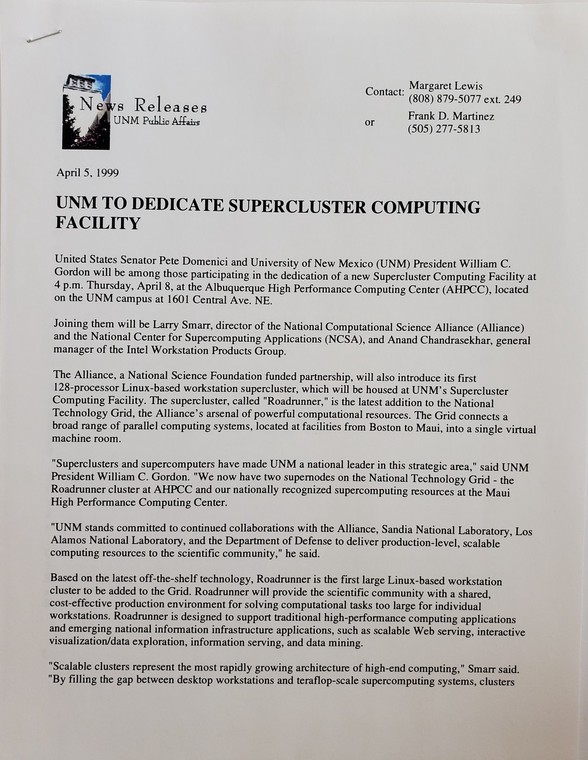 News Releases
UNM Public Affairs
Contact: Margaret Lewis
(808) 879-5077 ext. 249
or Frank D. Martinez
(505) 277-5813
April 5, 1999
UNM TO DEDICATE SUPERCLUSTER COMPUTING
FACILITY
United States Senator Pete Domenici and University of New Mexico (UNM) President William C.
Gordon will be among those participating in the dedication of a new Supercluster Computing Facility at
4 p.m. Thursday, April 8, at the Albuquerque High Performance Computing Center (AHPCC), located
on the UNM campus at 1601 Central Ave. NE.
Joining them will be Larry Smarr, director of the National Computational Science Alliance (Alliance)
and the National Center for Supercomputing Applications (NCSA), and Anand Chandrasekhar, general
manager of the Intel Workstation Products Group.
The Alliance, a National Science Foundation funded partnership, will also introduce its first
128-processor Linux-based workstation supercluster, which will be housed at UNM's Supercluster
Computing Facility. The supercluster, called "Roadrunner," is the latest addition to the National
Technology Grid, the Alliance's arsenal of powerful computational resources. The Grid connects a
broad range of parallel computing systems, located at facilities from Boston to Maui, into a single virtual
machine room.
"Superclusters and supercomputers have made UNM a national leader in this strategic area," said UNM
President William C. Gordon. "We now have two supernodes on the National Technology Grid - the
Roadrunner cluster at AHPCC and our nationally recognized supercomputing resources at the Maui
High Performance Computing Center.
"UNM stands committed to continued collaborations with the Alliance, Sandia National Laboratory, Los
Alamos National Laboratory, and the Department of Defense to deliver production-level, scalable
computing resources to the scientific community," he said.
Based on the latest off-the-shelf technology, Roadrunner is the first large Linux-based workstation
cluster to be added to the Grid. Roadrunner will provide the scientific community with a shared,
cost-effective production environment for solving computational tasks too large for individual
workstations. Roadrunner is designed to support traditional high-performance computing applications
and emerging national information infrastructure applications, such as scalable Web serving, interactive
visualization/data exploration, information serving, and data mining.
"Scalable clusters represent the most rapidly growing architecture of high-end computing," Smarr said.
"By filling the gap between desktop workstations and teraflop-scale supercomputing systems, clusters